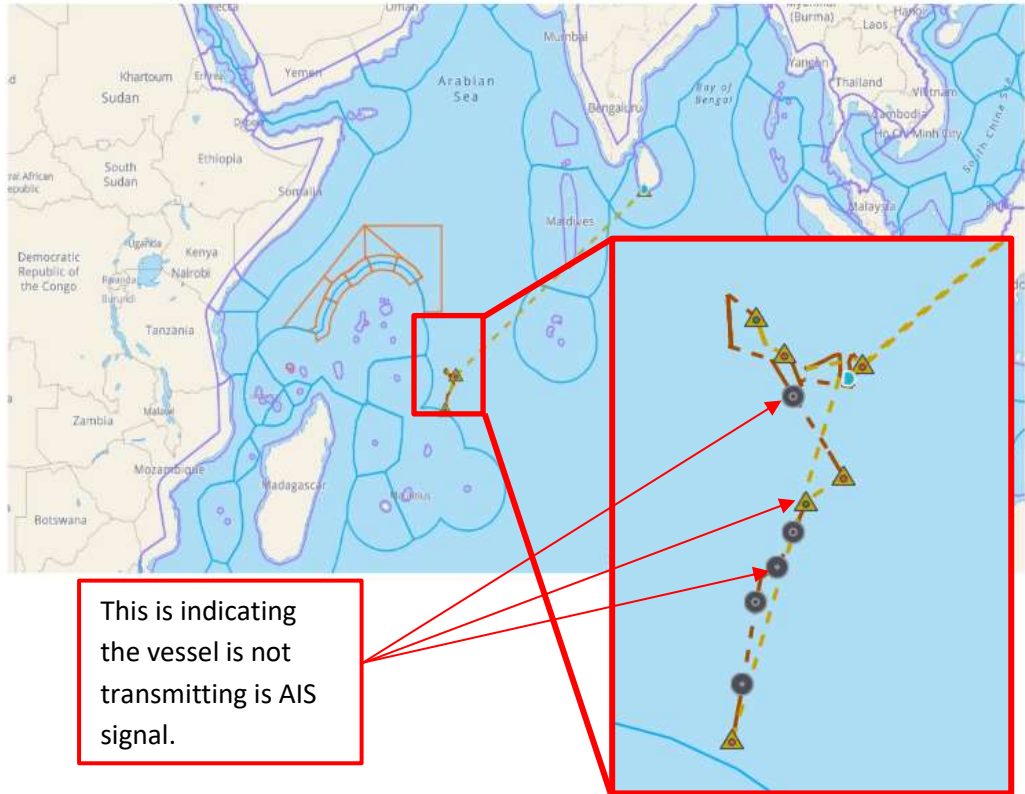 Oman
Mumbai
(Burma)
Hanoi
Laos
Khartoum
Sudan
Eritrea
Yemen
Arabian
Sea
Bengaluru
Bay of
Bengal
Yangon
Thailand
Vietnam
Cambodia
Ho Chi Minh City
South China Sea
Ethiopia
South
Sudan
Somalia
Maldives
Malaysia
Democratic
Republic of
the Congo
Uganda
Kenya
Nairobi
Rwanda
Burundi
Tanzania
Zambia
Malawi
Mozambique
Madagascar
Mauritius
Botswana
This is indicating
the vessel is not
transmitting is AIS
signal.